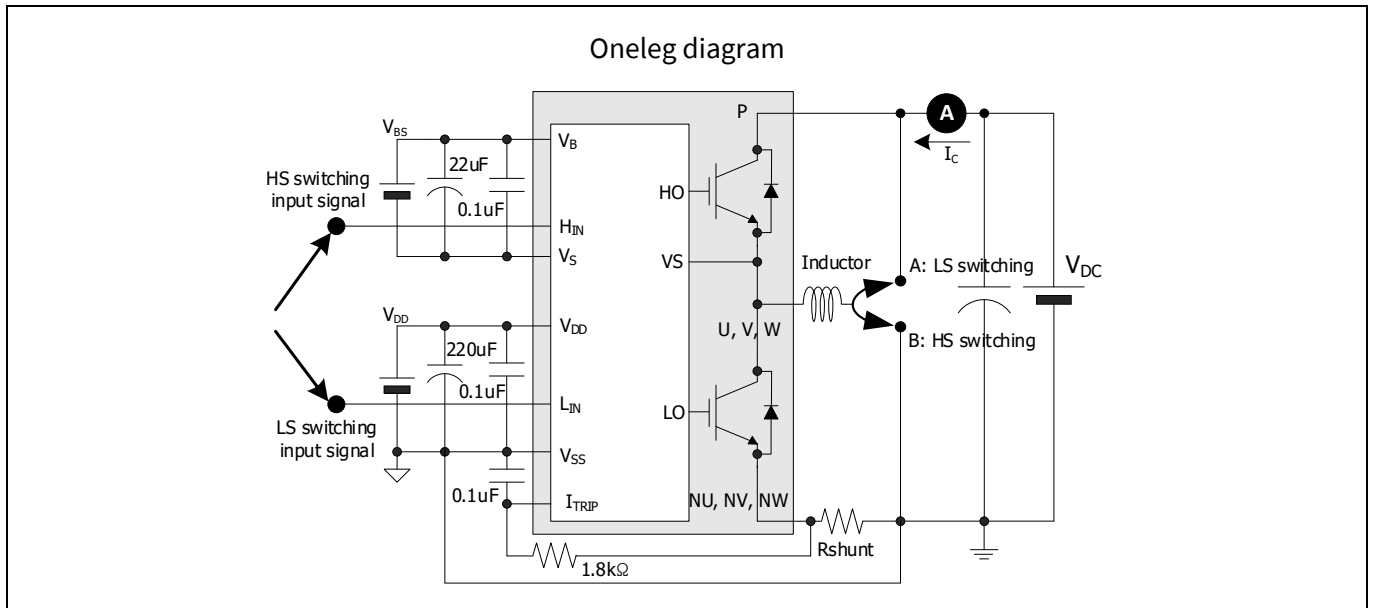 Oneleg diagram
P
A
I_C
V_BS
V_B
22uF
0.1uF
HS switching
input signal
H_IN
HO
V_S
VS
Inductor
A: LS switching
V_DC
B: HS switching
U, V, W
V_DD
V_DD
220uF
0.1uF
L_IN
LO
LS switching
input signal
V_SS
0.1uF
I_TRIP
NU, NV, NW
Rshunt
1.8kΩ